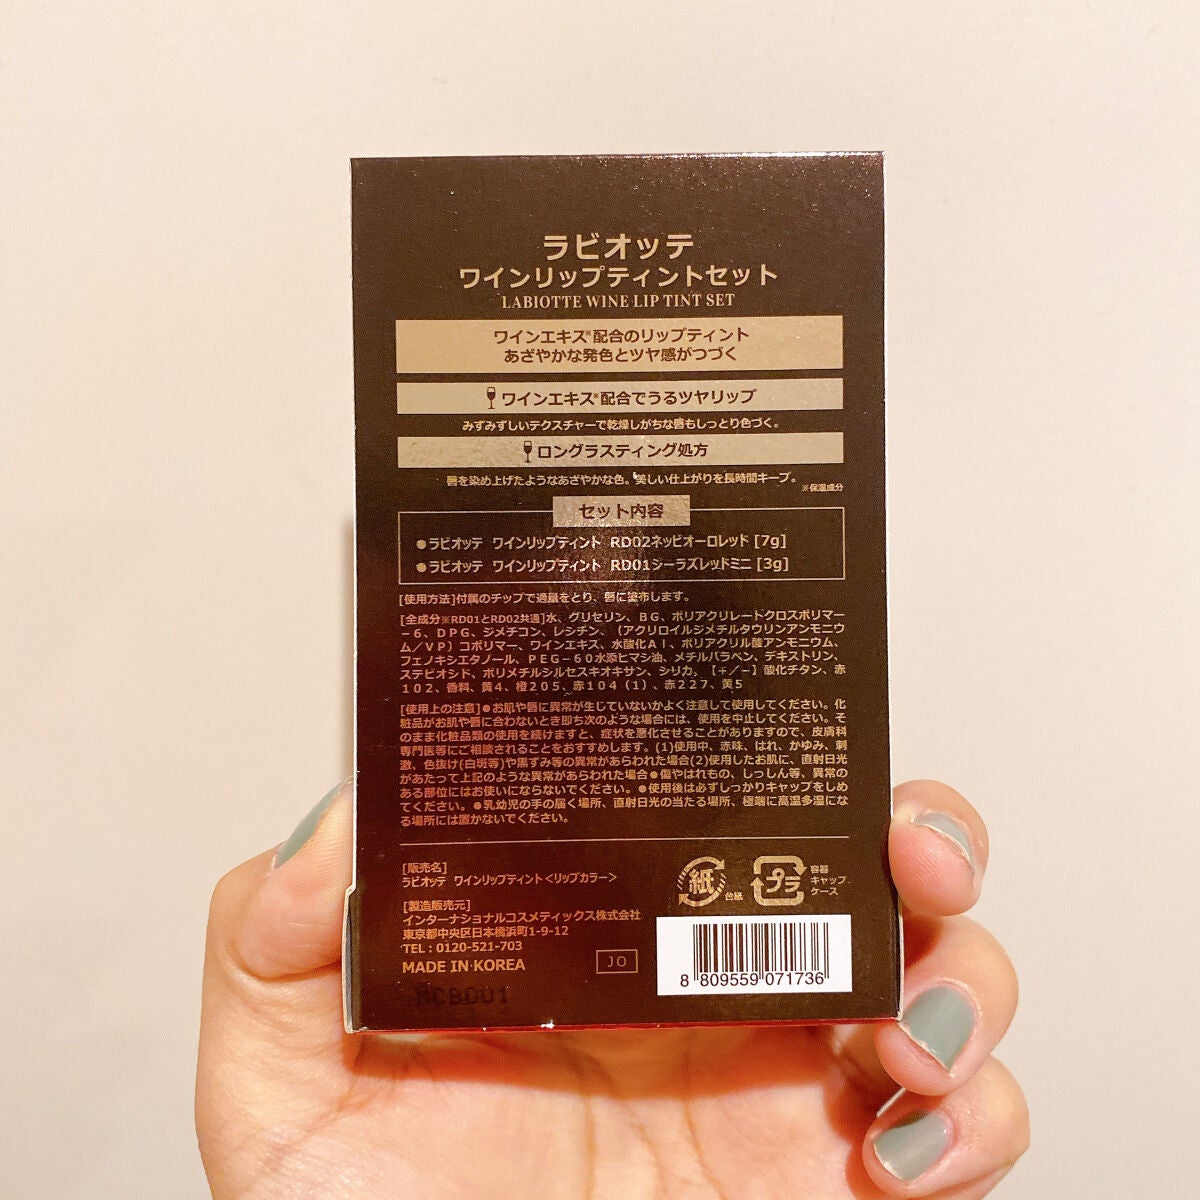 ラビオッテ
ワインリップティントセット
LABIOTTE WINE LIP TINT SET
ワインエキス※配合のリップティント
あざやかな発色とツヤ感がつづく
ワインエキス※配合でうるツヤリップ
みずみずしいテクスチャーで乾燥しがちな唇もしっとり色づく。
ロングラスティング処方
唇を染め上げたようなあざやかな色。美しい仕上がりを長時間キープ。
※保湿成分
セット内容
●ラビオッテ ワインリップティント RD02ネッビオーロレッド [7g]
●ラビオッテ ワインリップティント RD01シーラズレッドミニ [3g]
[使用方法]付属のチップで適量をとり、唇に塗布します。
[全成分※RD01とRD02共通]水、グリセリン、BG、ポリアクリレートクロスポリマー
-6、DPG、ジメチコン、レシチン、(アクリロイルジメチルタウリンアンモニウ
ム/VP)コポリマー、ワインエキス、水酸化Al、ポリアクリル酸アンモニウム、
フェノキシエタノール、PEG-60水添ヒマシ油、メチルパラベン、デキストリン、
ステビオシド、ポリメチルシルセスキオキサン、シリカ、[+/-]酸化チタン、赤
102、香料、黄4、橙205、赤104(1)、赤227、黄5
[使用上の注意]●お肌や唇に異常が生じていないかよく注意して使用してください。化
粧品がお肌や唇に合わないとき即ち次のような場合には、使用を中止してください。そ
のまま化粧品類の使用を続けますと、症状を悪化させることがありますので、皮膚科
専門医等にご相談されることをおすすめします。(1)使用中、赤味、はれ、かゆみ、刺
激、色抜け(白斑等)や黒ずみ等の異常があらわれた場合(2)使用したお肌に、直射日光
があたって上記のような異常があらわれた場合●傷やはれもの、しっしん等、異常の
ある部位にはお使いにならないでください。●使用後は必ずしっかりキャップをしめ
てください。●乳幼児の手の届く場所、直射日光の当たる場所、極端に高温多湿にな
る場所には置かないでください。
[販売名]
ラビオッテ ワインリップティント<リップカラー>
[製造販売元]
インターナショナルコスメティックス株式会社
東京都中央区日本橋浜町1-9-12
TEL:0120-521-703
MADE IN KOREA
JO
紙
台紙
プラ
容器
キャップ
ケース
8 809559 071736
MCBD01